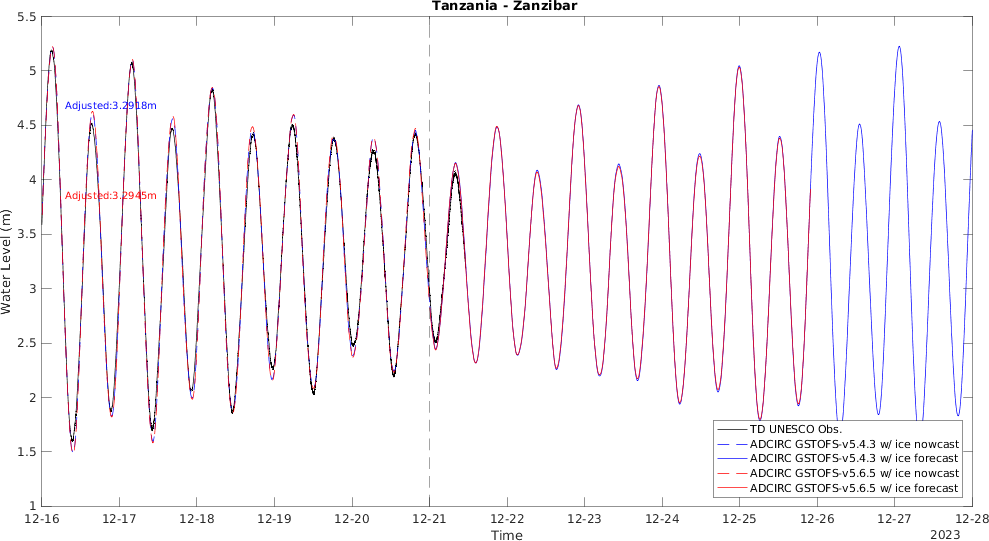 Tanzania - Zanzibar
5.5
5
4.5
4
3.5
3
2.5
2
1.5
1
Water Level (m)
Adjusted:3.2918m
Adjusted:3.2945m
TD UNESCO Obs.
ADCIRC GSTOFS-v5.4.3 w/ ice nowcast
ADCIRC GSTOFS-v5.4.3 w/ ice forecast
ADCIRC GSTOFS-v5.6.5 w/ ice nowcast
ADCIRC GSTOFS-v5.6.5 w/ ice forecast
12-16 12-17 12-18 12-19 12-20 12-21 12-22 12-23 12-24 12-25 12-26 12-27 12-28
Time
2023